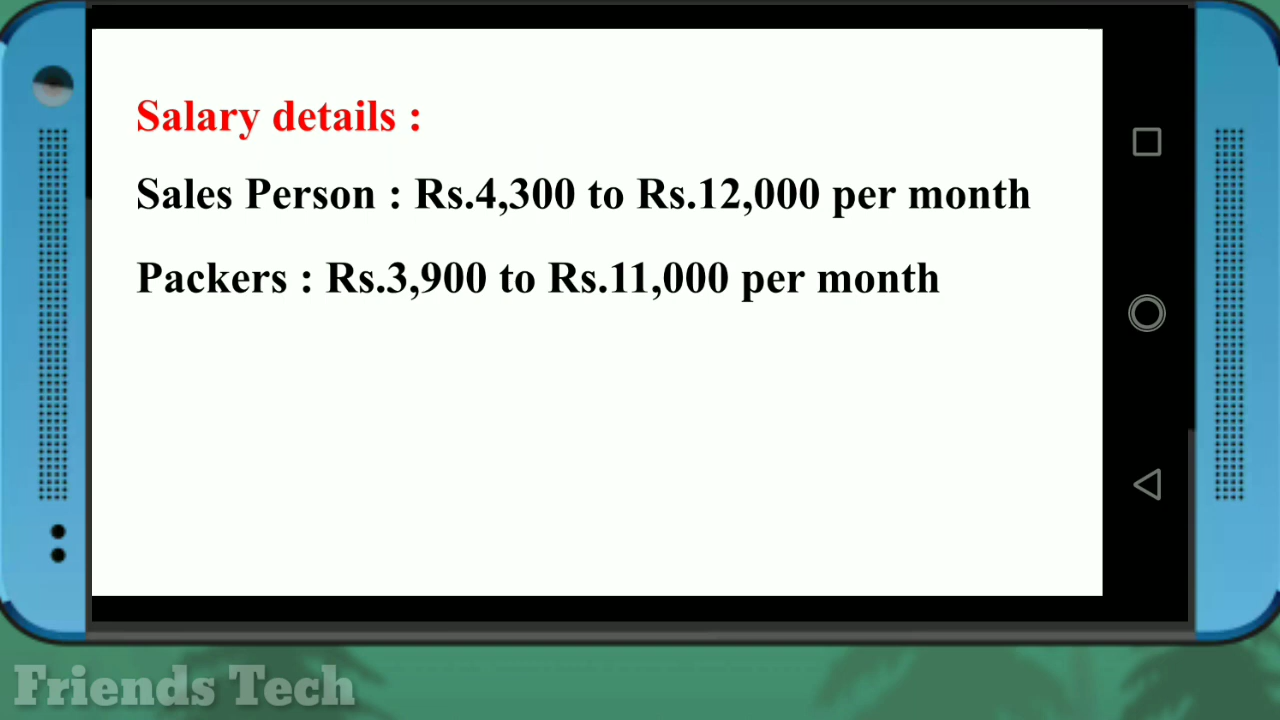 Salary details :
Sales Person : Rs.4,300 to Rs.12,000 per month
Packers : Rs.3,900 to Rs.11,000 per month
Friends Tech